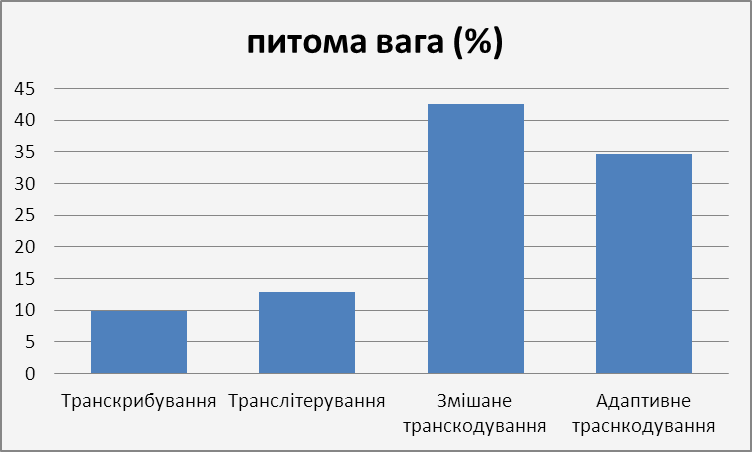 питома вага (%)
45
40
35
30
25
20
15
10
5
0
Транскрибування
Транслітерування
Змішане
транскодування
Адаптивне
траснкодування